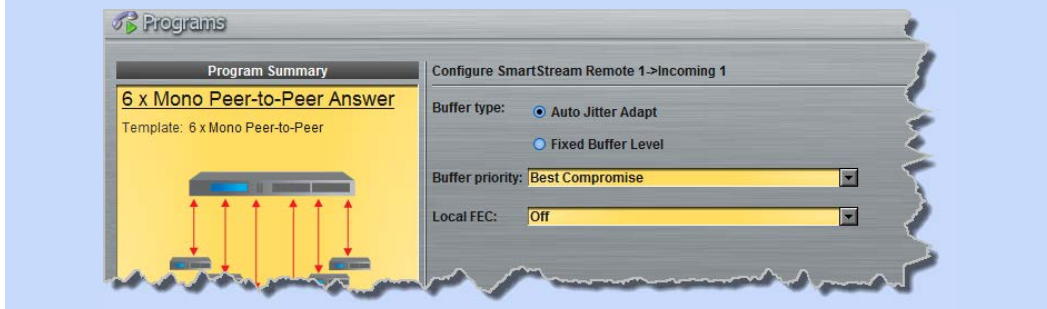 Programs
Program Summary
6 x Mono Peer-to-Peer Answer
Template: 6 x Mono Peer-to-Peer
Configure SmartStream Remote 1->Incoming 1
Buffer type:
Auto Jitter Adapt
Fixed Buffer Level
Buffer priority: Best Compromise
Local FEC: Off